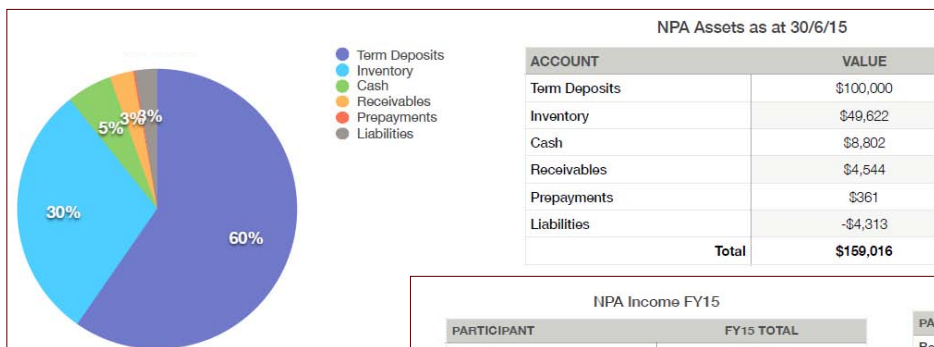 NPA Assets as at 30/6/15
Term Deposits
Inventory
Cash
Receivables
Prepayments
Liabilities
60%
30%
5%
3%
3%
ACCOUNT VALUE
Term Deposits $100,000
Inventory $49,622
Cash $8,802
Receivables $4,544
Prepayments $361
Liabilities -$4,313
Total $159,016
NPA Income FY15
PARTICIPANT FY15 TOTAL